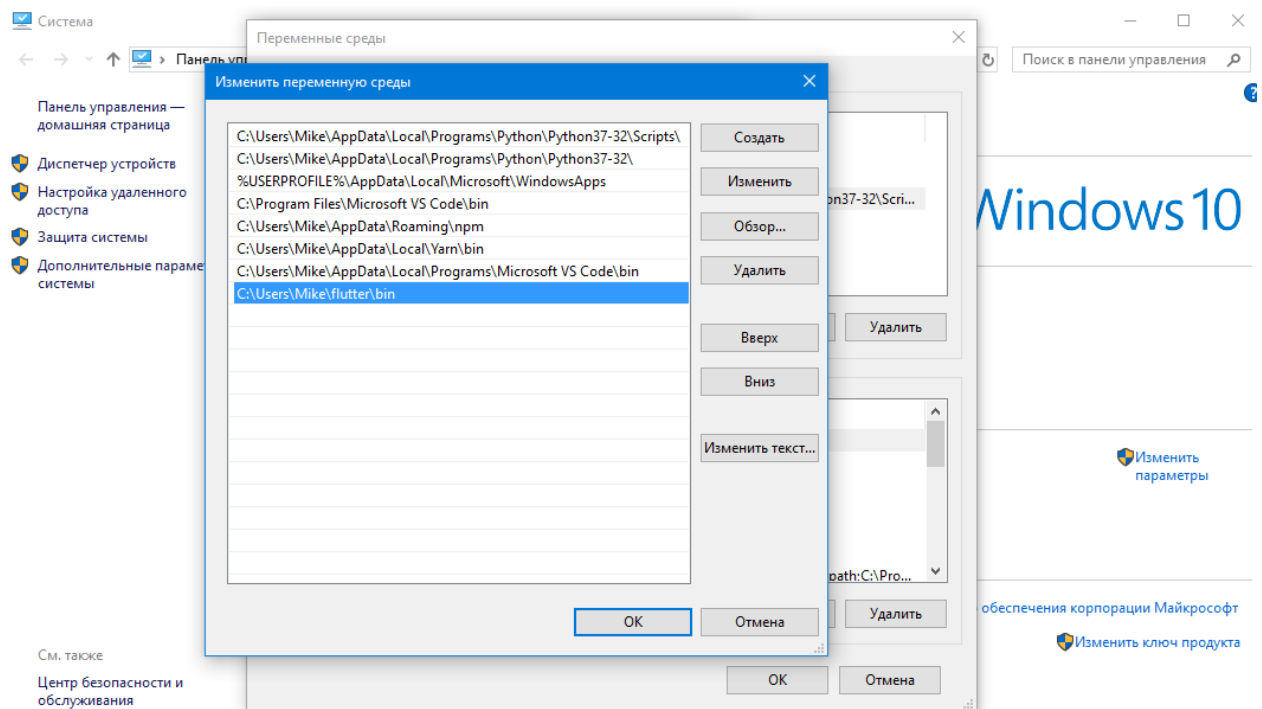 Система
Переменные среды
Панель упр
Поиск в панели управления
Изменить переменную среды
Панель управления —
домашняя страница
Диспетчер устройств
Настройка удаленного
доступа
Защита системы
Дополнительные параме
системы
C:\Users\Mike\AppData\Local\Programs\Python\Python37-32\Scripts\
C:\Users\Mike\AppData\Local\Programs\Python\Python37-32\
%USERPROFILE%\AppData\Local\Microsoft\WindowsApps
C:\Program Files\Microsoft VS Code\bin
C:\Users\Mike\AppData\Roaming\npm
C:\Users\Mike\AppData\Local\Yarn\bin
C:\Users\Mike\AppData\Local\Programs\Microsoft VS Code\bin
C:\Users\Mike\flutter\bin
Создать
Изменить
Обзор...
Удалить
Вверх
Вниз
Изменить текст...
ОК
Отмена
on37-32\Scri...
Удалить
path:C:\Pro...
Удалить
ОК
Отмена
Windows 10
Изменить
параметры
обеспечения корпорации Майкрософт
Изменить ключ продукта
См. также
Центр безопасности и
обслуживания